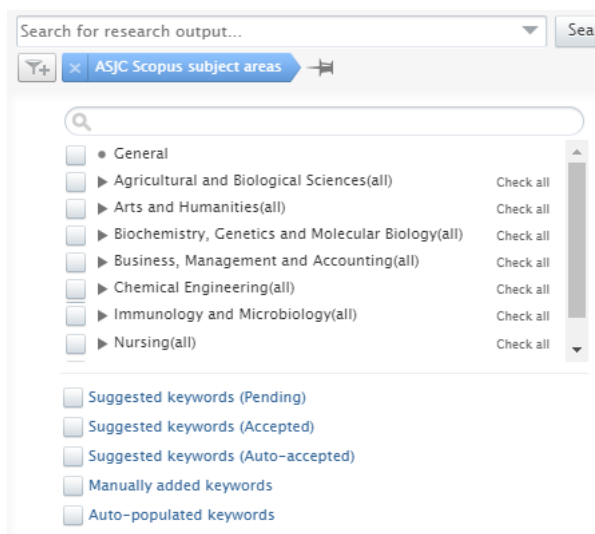 Search for research output...
Sea
ASJC Scopus subject areas
General
Agricultural and Biological Sciences(all) Check all
Arts and Humanities(all) Check all
Biochemistry, Genetics and Molecular Biology(all) Check all
Business, Management and Accounting(all) Check all
Chemical Engineering(all) Check all
Immunology and Microbiology(all) Check all
Nursing(all) Check all
Suggested keywords (Pending)
Suggested keywords (Accepted)
Suggested keywords (Auto-accepted)
Manually added keywords
Auto-populated keywords